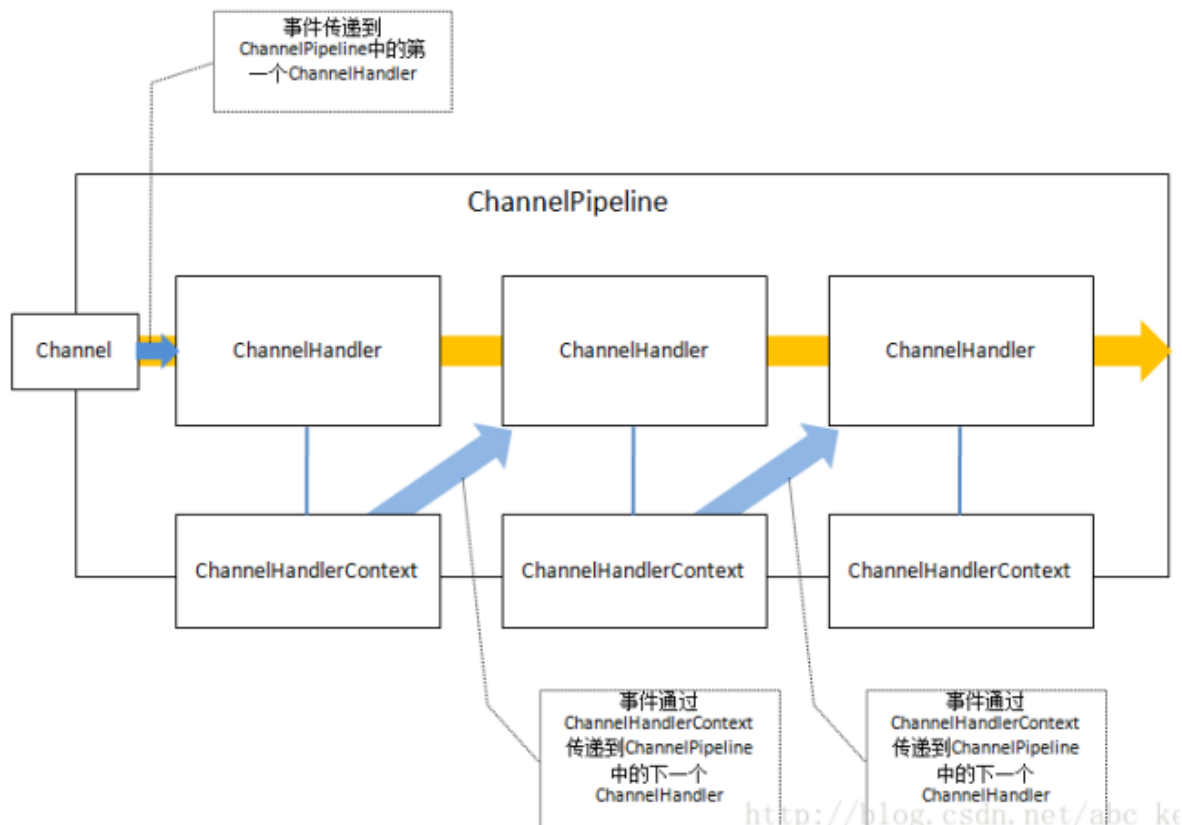 事件传递到
ChannelPipeline中的第
一个ChannelHandler
ChannelPipeline
Channel
ChannelHandler
ChannelHandler
ChannelHandler
ChannelHandlerContext
ChannelHandlerContext
ChannelHandlerContext
事件通过
ChannelHandlerContext
传递到ChannelPipeline
中的下一个
ChannelHandler
事件通过
ChannelHandlerContext
传递到ChannelPipeline
中的下一个
ChannelHandler
http://blog.csdn.net/abc_ke